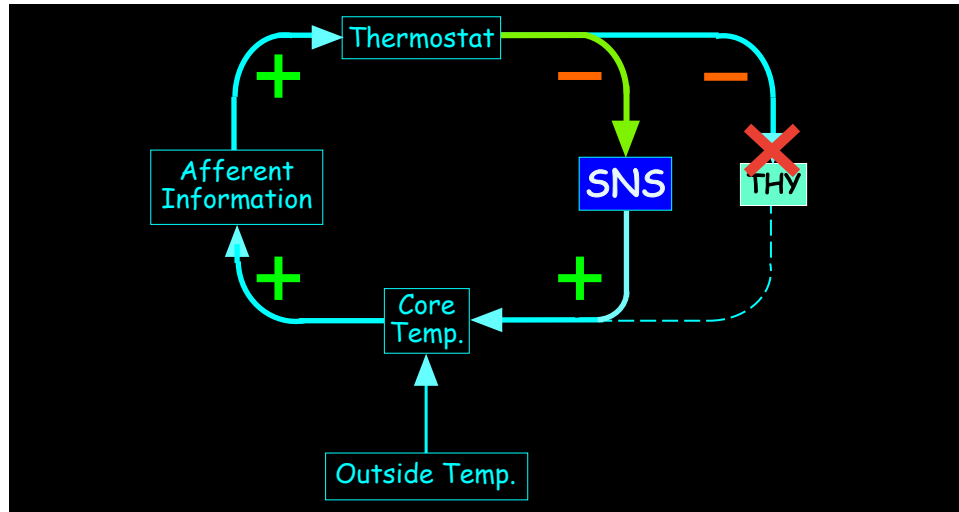 Thermostat
+
−
−
Afferent
Information
SNS
THY
+
+
Core
Temp.
Outside Temp.